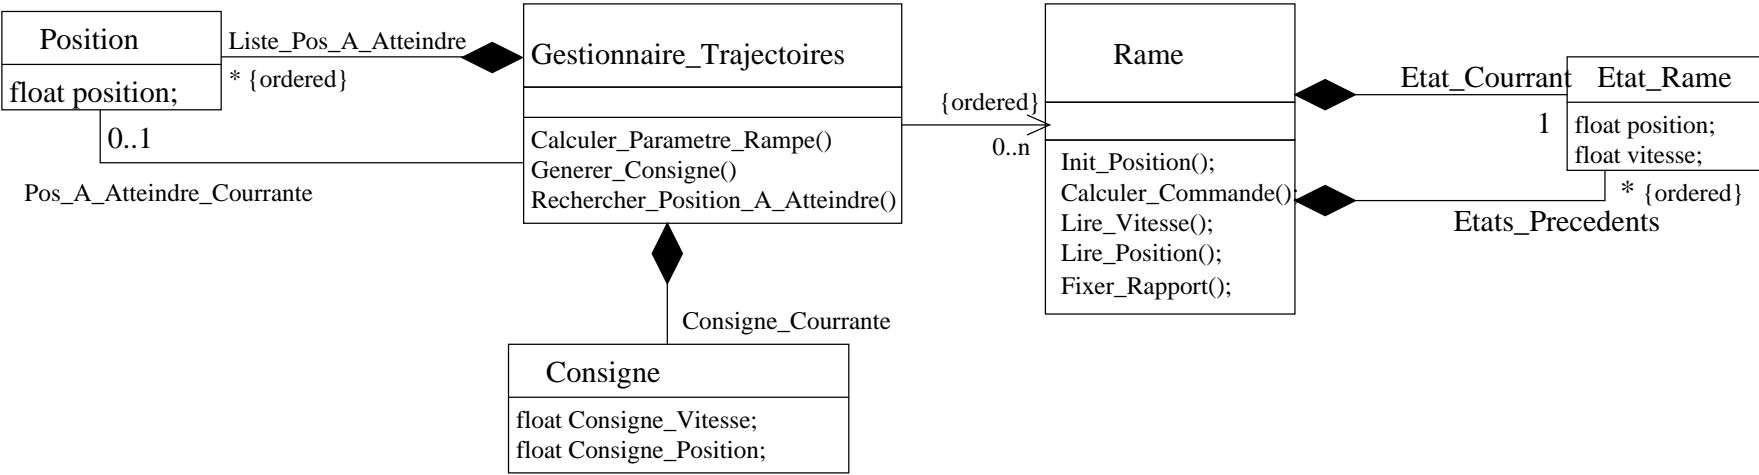 Position
float position;
Liste_Pos_A_Atteindre
* {ordered}
0..1
Pos_A_Atteindre_Courrante
Gestionnaire_Trajectoires
Calculer_Parametre_Rampe()
Generer_Consigne()
Rechercher_Position_A_Atteindre()
Consigne_Courrante
Consigne
float Consigne_Vitesse;
float Consigne_Position;
{ordered}
0..n
Rame
Init_Position();
Calculer_Commande();
Lire_Vitesse();
Lire_Position();
Fixer_Rapport();
Etat_Courrant
1
Etat_Rame
float position;
float vitesse;
* {ordered}
Etats_Precedents